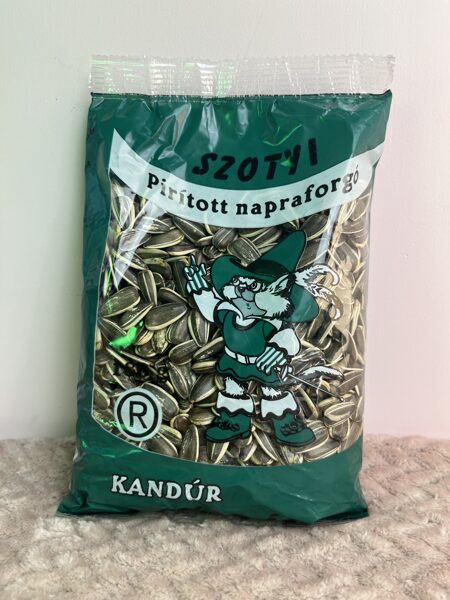 SZOTYI
Pirított napraforgó
®
KANDÚR